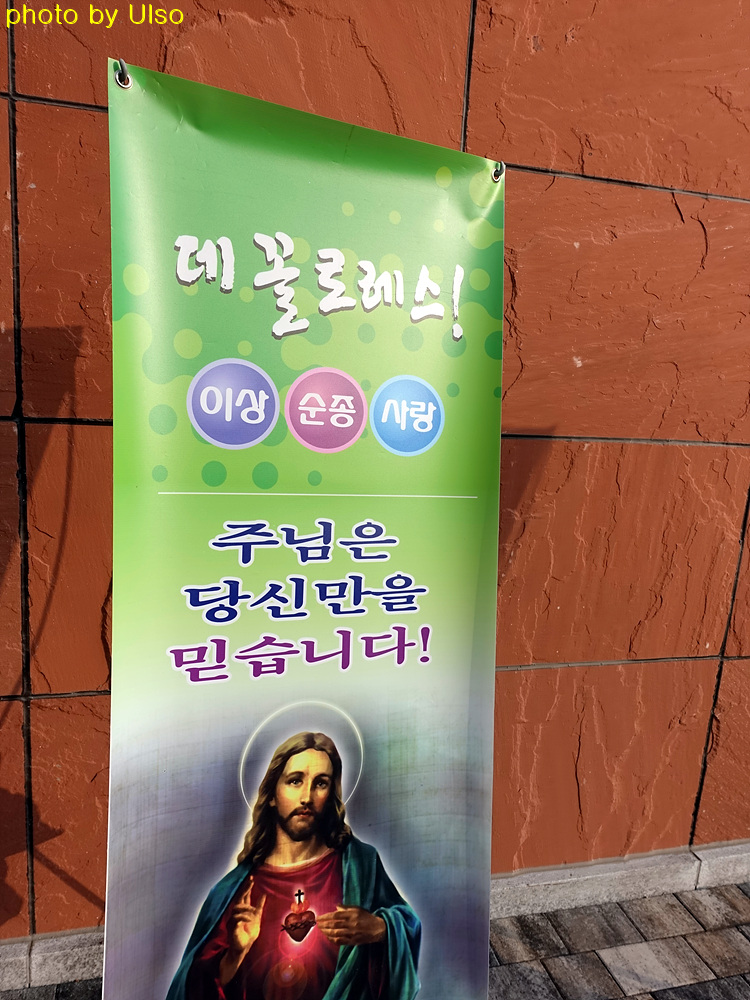 photo by Ulso
데 꼴로레스!
이상 순종 사랑
주님은
당신만을
믿습니다!